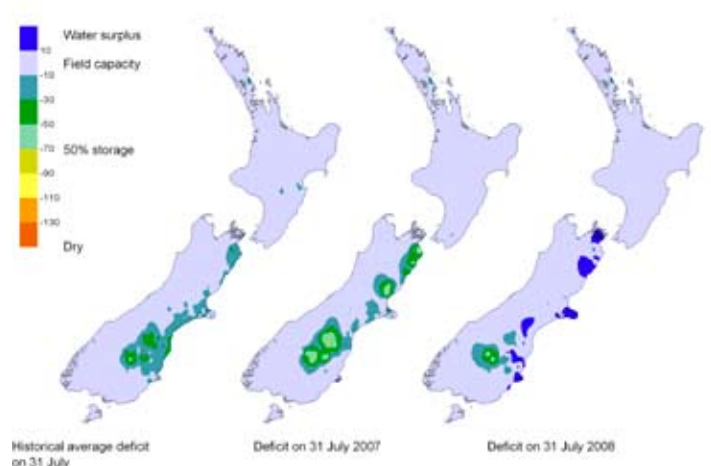 Water surplus
10
Field capacity
-10
-30
-50
50% storage
-70
-90
-110
-130
Dry
Historical average deficit
on 31 July
Deficit on 31 July 2007
Deficit on 31 July 2008